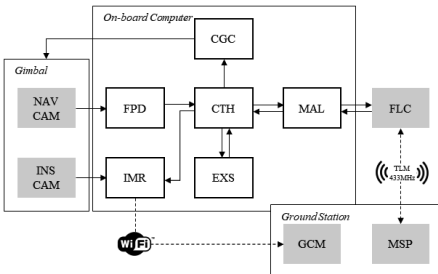 On-board Computer
CGC
Gimbal
NAV
CAM
FPD
CTH
MAL
FLC
INS
CAM
IMR
EXS
TLM
433MHz
Ground Station
WiFi
GCM
MSP